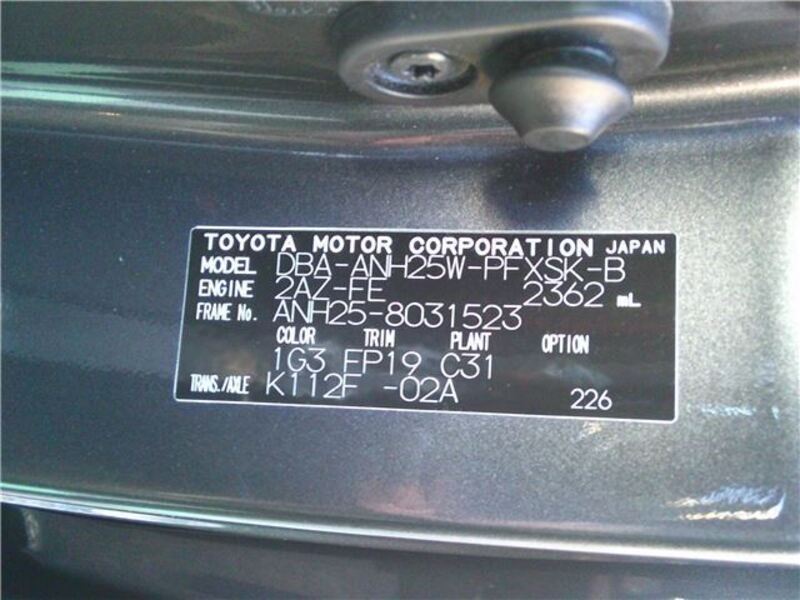 TOYOTA MOTOR CORPORATION JAPAN
MODEL DBA-ANH25W-PFXSK-B
ENGINE 2AZ-FE 2362 mL
FRAME No. ANH25-8031523
COLOR TRIM PLANT OPTION
1G3 FP19 C31
TRANS./AXLE K112F -02A 226